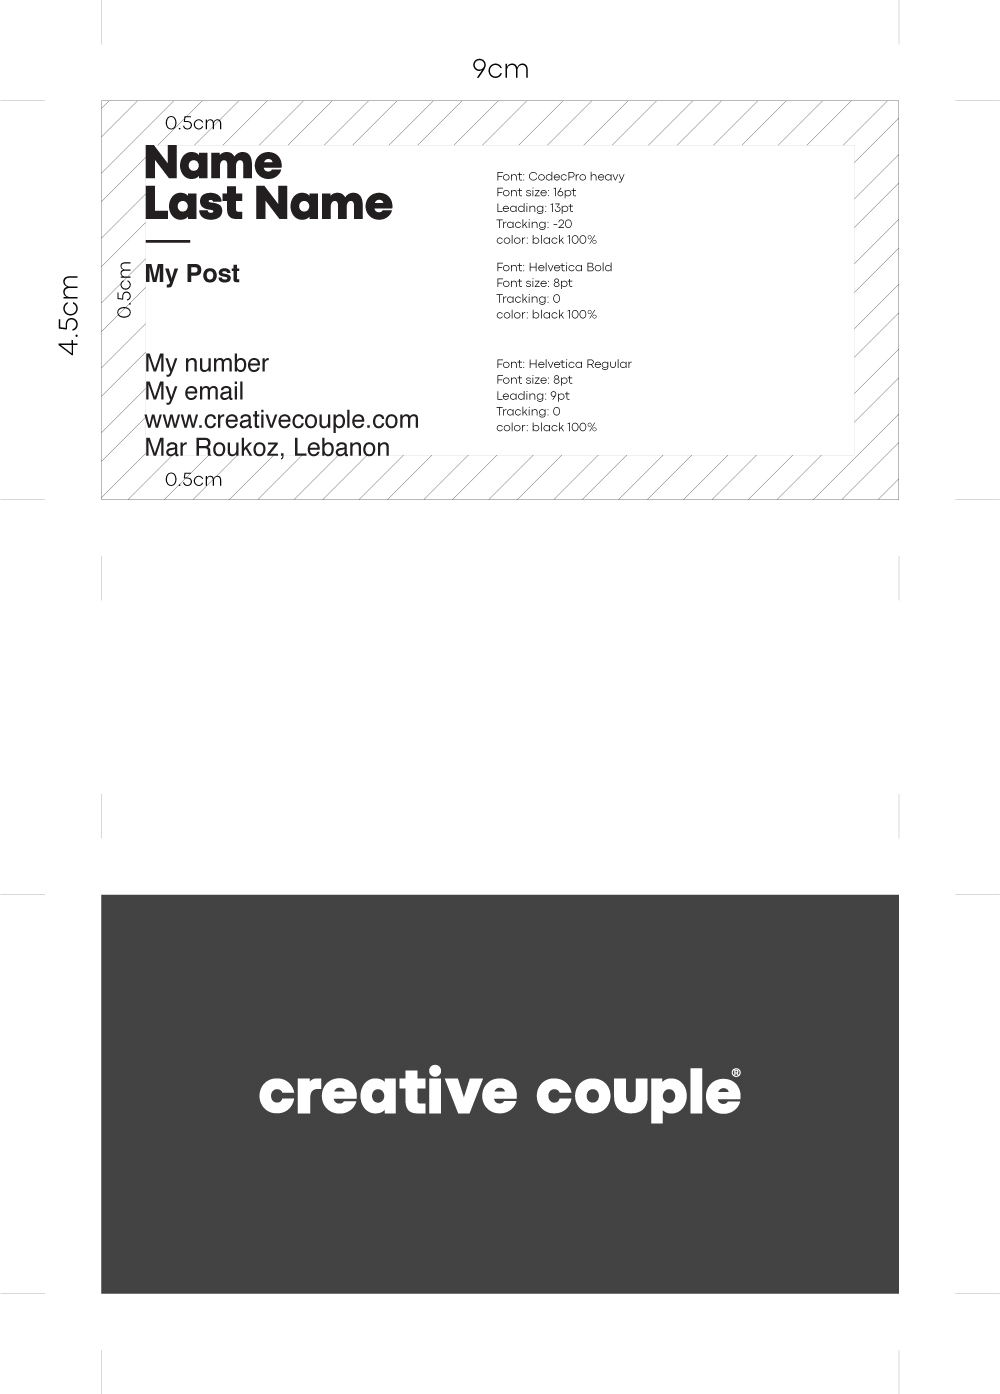 9cm
0.5cm
Name
Last Name
Font: CodecPro heavy
Font size: 16pt
Leading: 13pt
Tracking: -20
color: black 100%
4.5cm
0.5cm
My Post
Font: Helvetica Bold
Font size: 8pt
Tracking: 0
color: black 100%
My number
My email
www.creativecouple.com
Mar Roukoz, Lebanon
Font: Helvetica Regular
Font size: 8pt
Leading: 9pt
Tracking: 0
color: black 100%
0.5cm
creative couple®